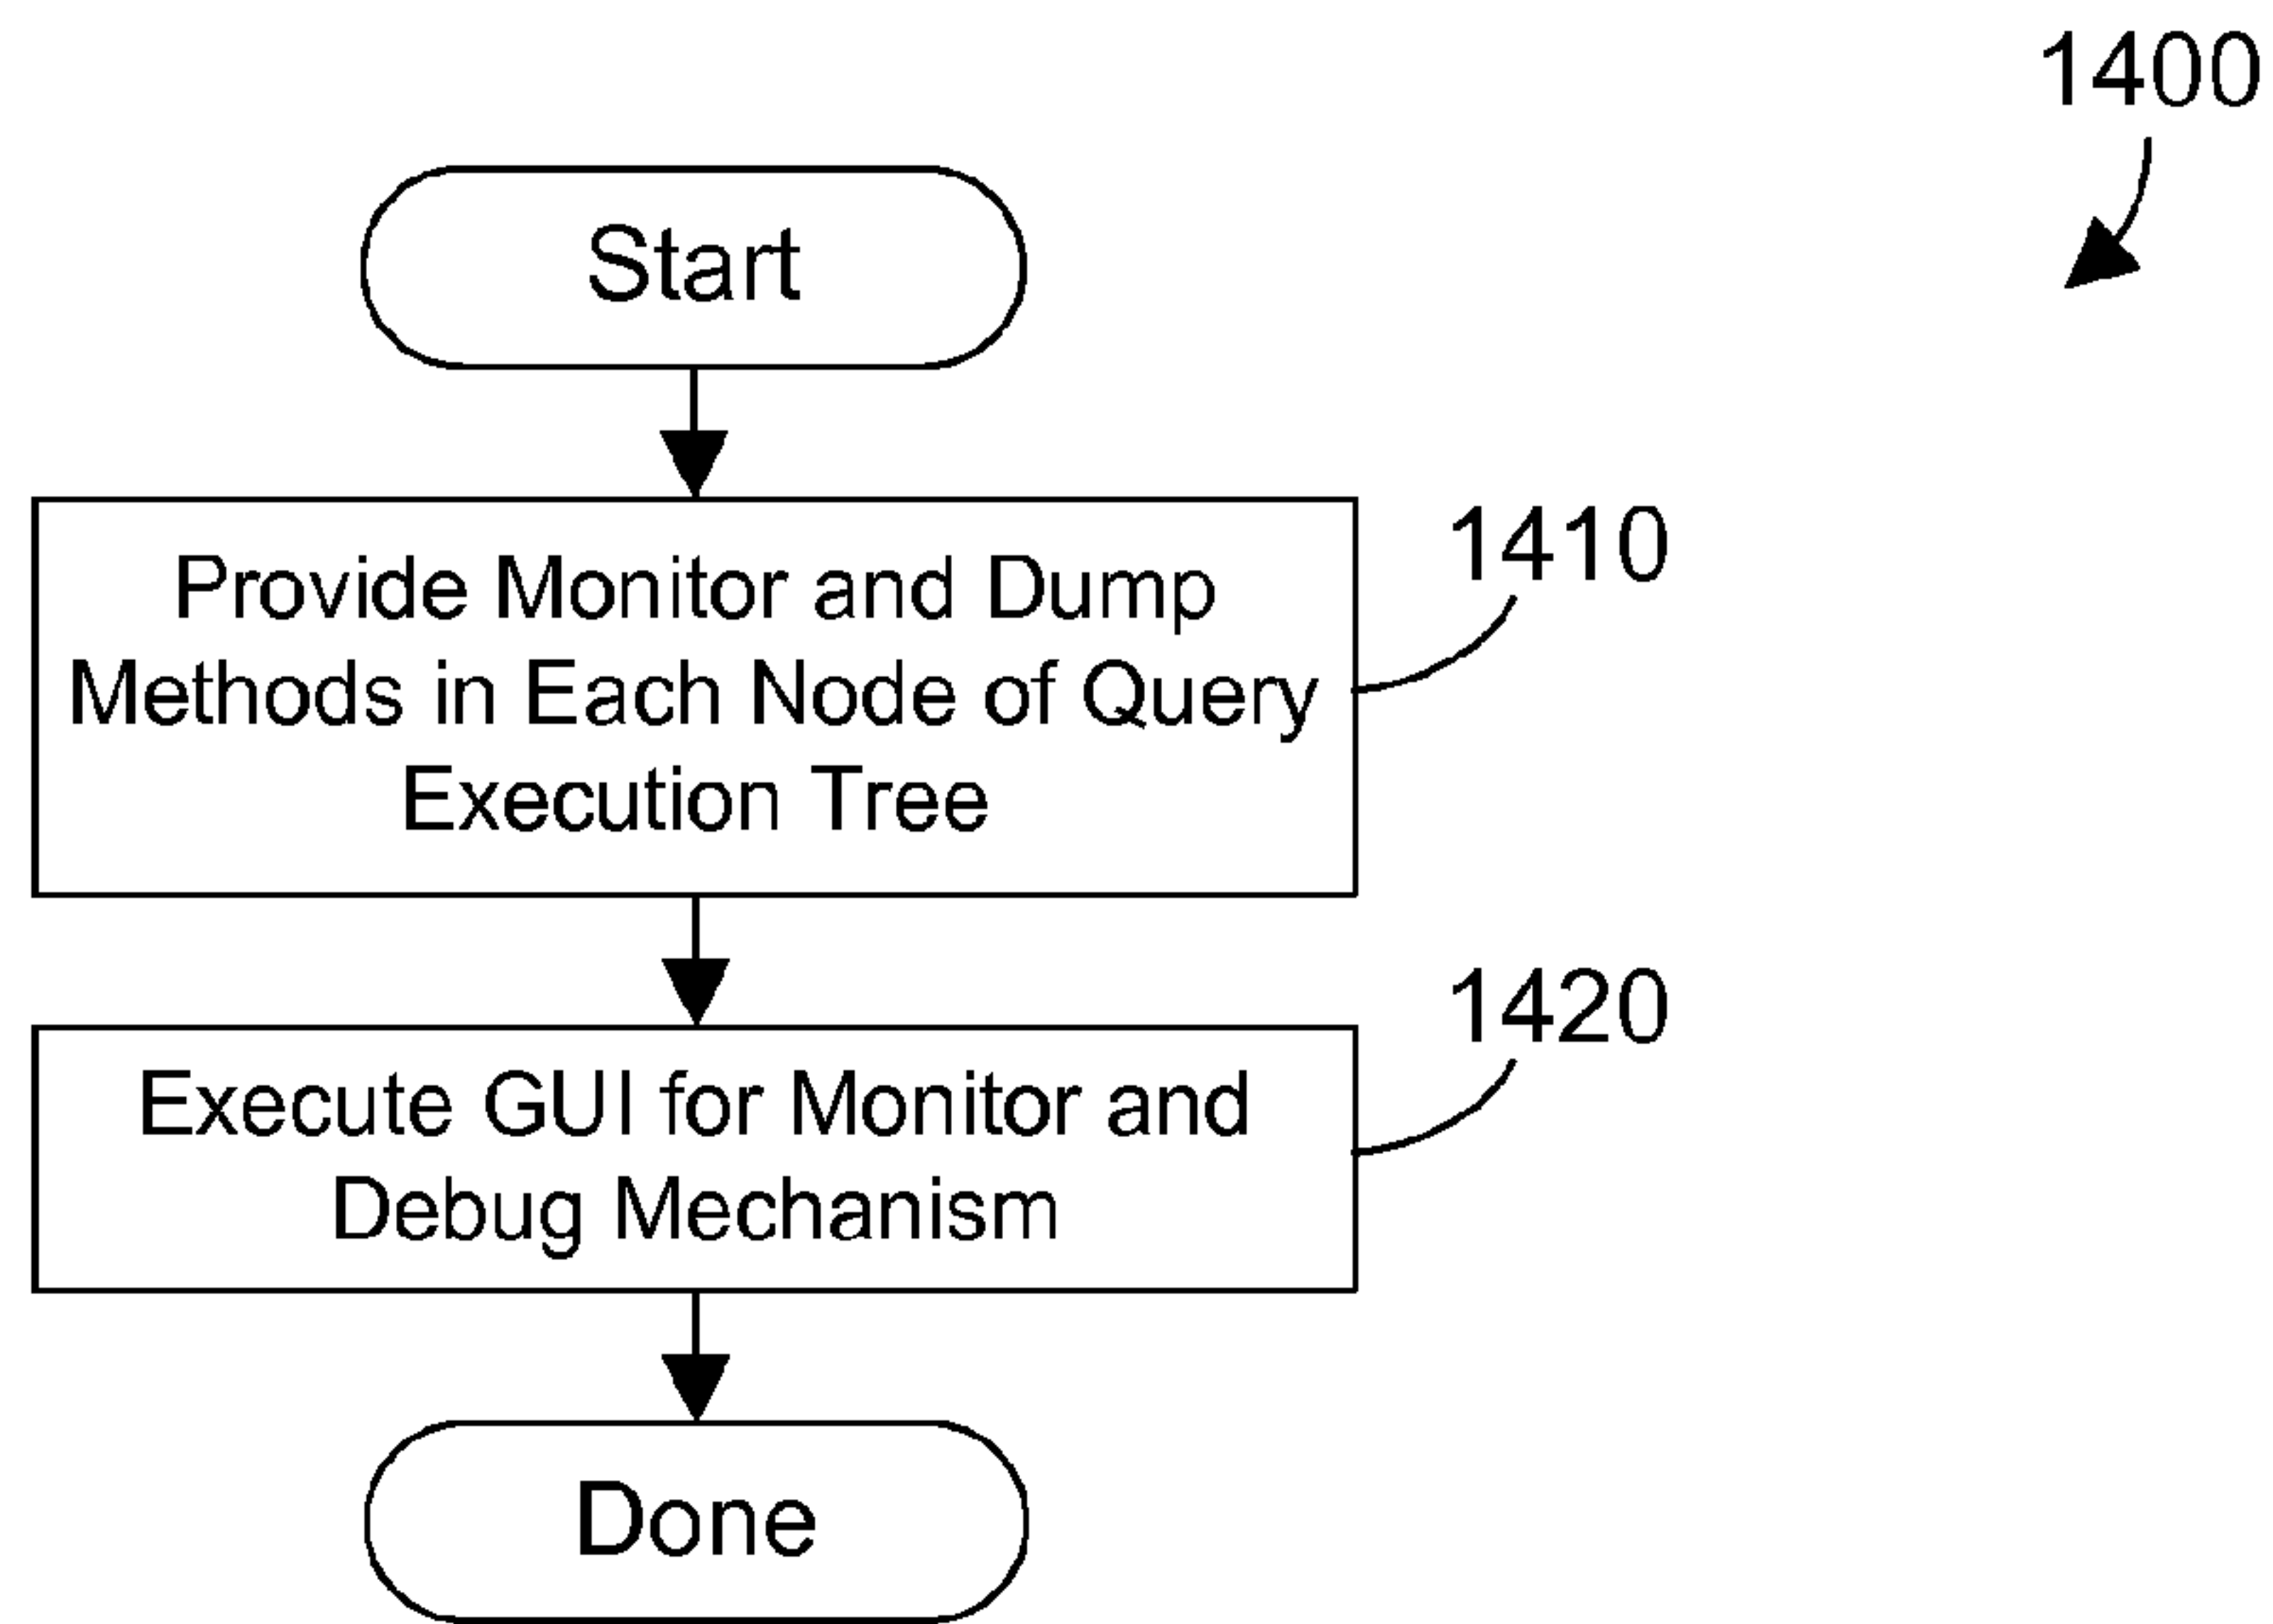 1400
Start
Provide Monitor and Dump
Methods in Each Node of Query
Execution Tree
1410
Execute GUI for Monitor and
Debug Mechanism
1420
Done